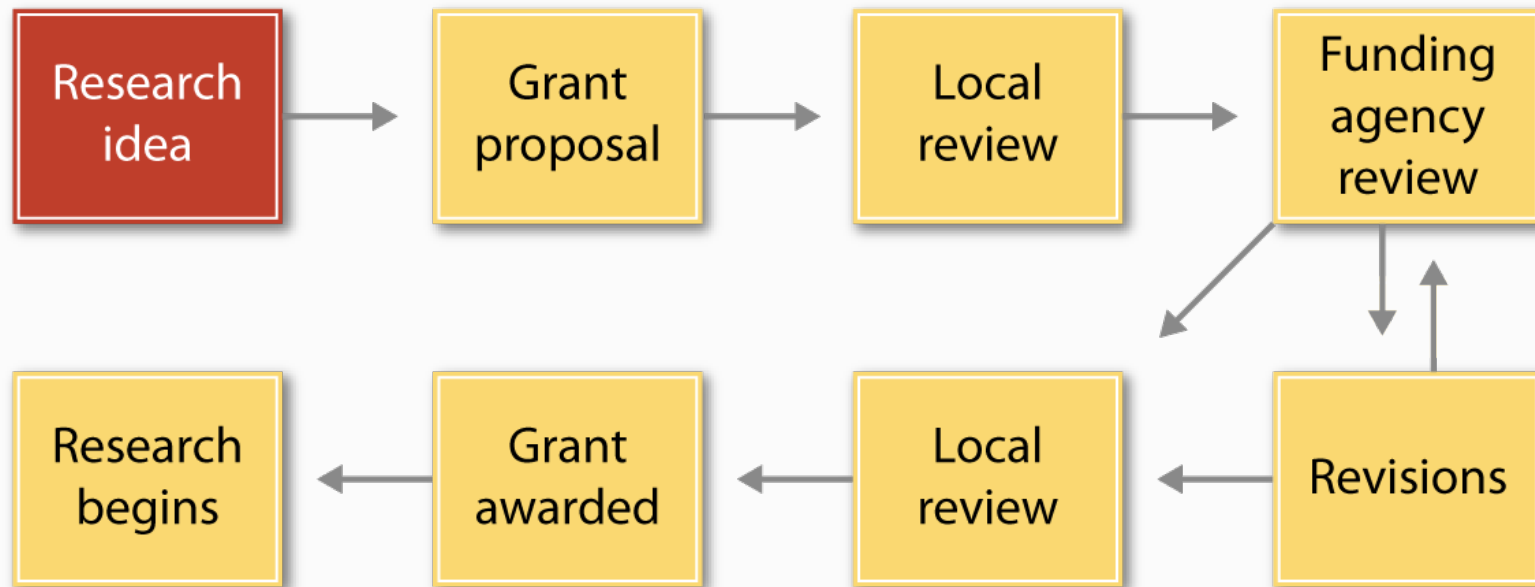 Research
idea
Grant
proposal
Local
review
Funding
agency
review
Research
begins
Grant
awarded
Local
review
Revisions